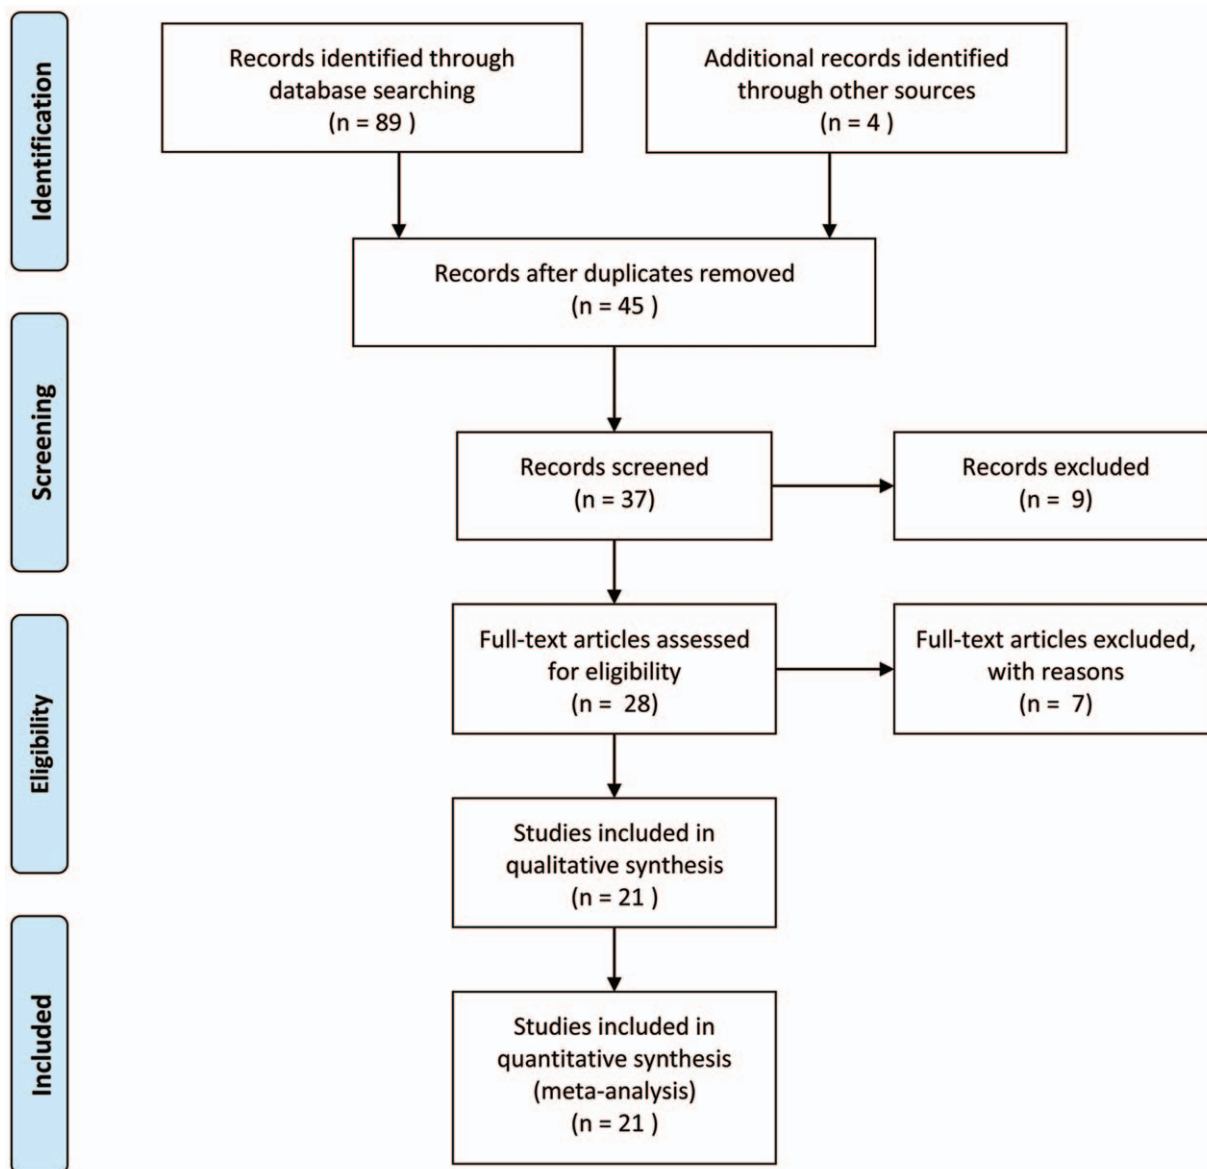 Identification
Records identified through
database searching
(n = 89 )
Additional records identified
through other sources
(n = 4 )
Records after duplicates removed
(n = 45 )
Screening
Records screened
(n = 37)
Records excluded
(n =  9)
Eligibility
Full-text articles assessed
for eligibility
(n =  28)
Full-text articles excluded,
with reasons
(n =  7)
Studies included in
qualitative synthesis
(n = 21 )
Included
Studies included in
quantitative synthesis
(meta-analysis)
(n = 21 )